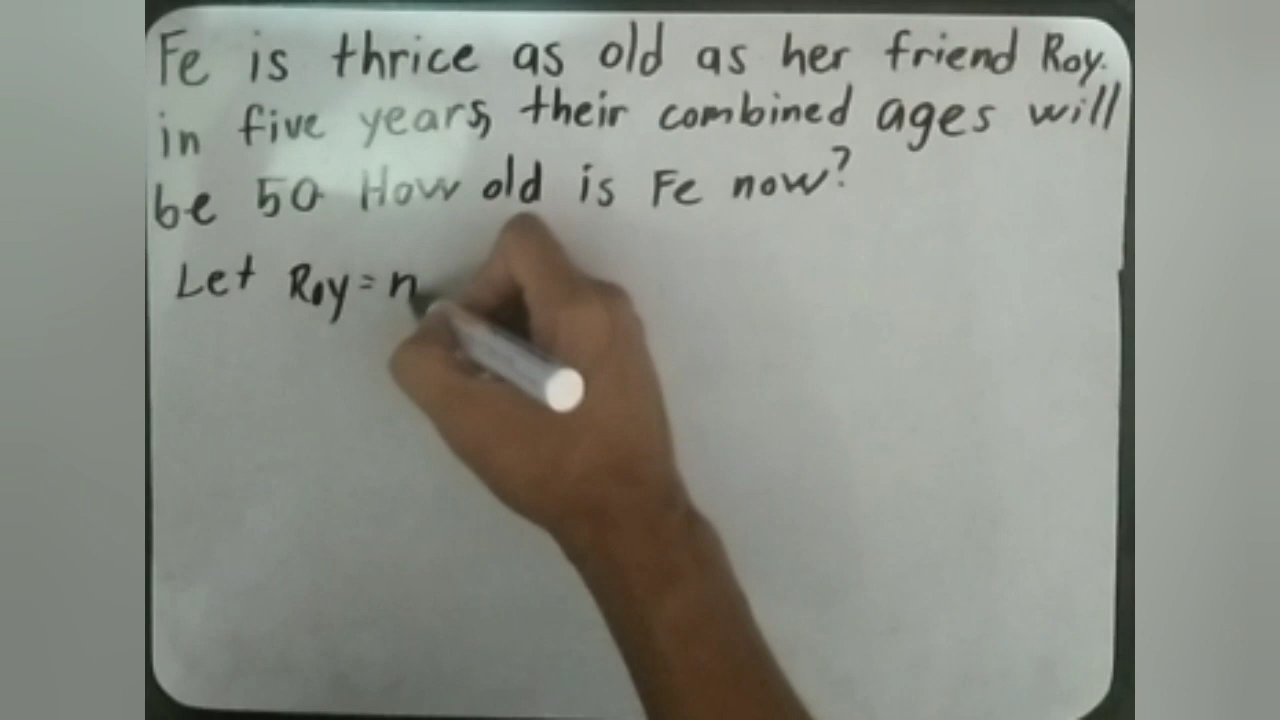 Fe is thrice as old as her friend Roy.
in five years, their combined ages will
be 50 How old is Fe now?
Let Roy = n